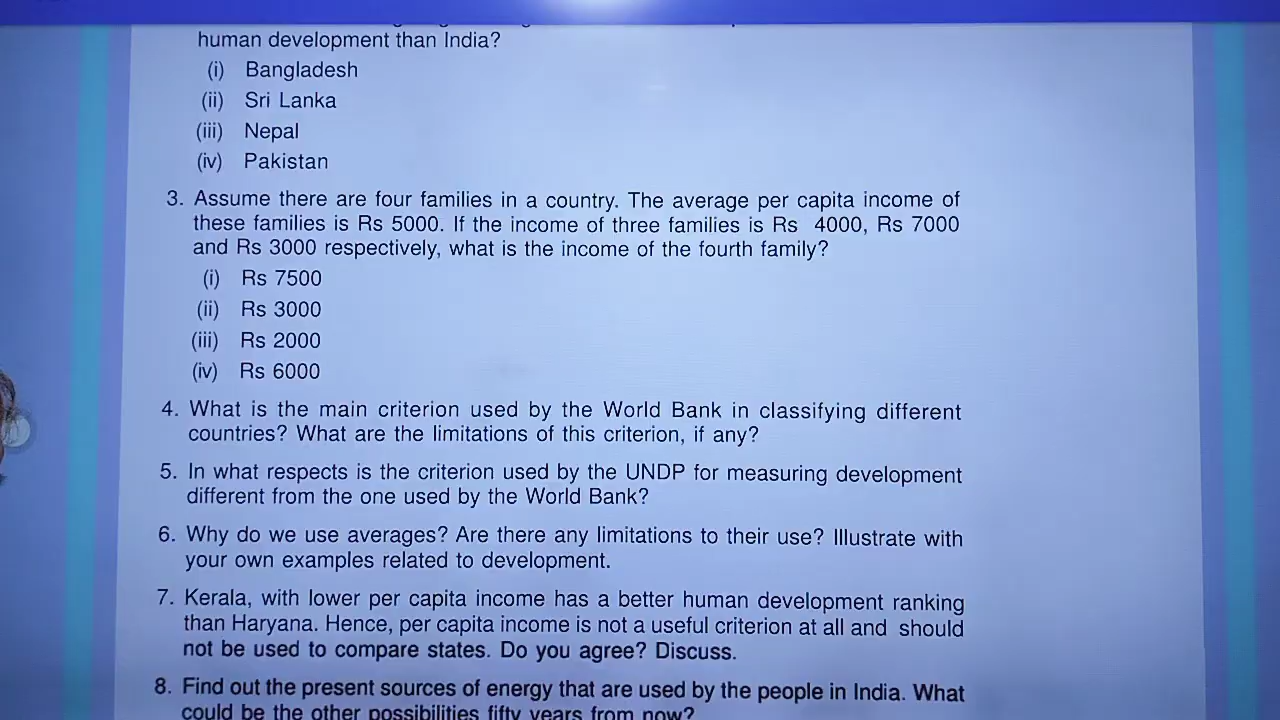 human development than India?
(i) Bangladesh
(ii) Sri Lanka
(iii) Nepal
(iv) Pakistan
3. Assume there are four families in a country. The average per capita income of
these families is Rs 5000. If the income of three families is Rs 4000, Rs 7000
and Rs 3000 respectively, what is the income of the fourth family?
(i) Rs 7500
(ii) Rs 3000
(iii) Rs 2000
(iv) Rs 6000
4. What is the main criterion used by the World Bank in classifying different
countries? What are the limitations of this criterion, if any?
5. In what respects is the criterion used by the UNDP for measuring development
different from the one used by the World Bank?
6. Why do we use averages? Are there any limitations to their use? Illustrate with
your own examples related to development.
7. Kerala, with lower per capita income has a better human development ranking
than Haryana. Hence, per capita income is not a useful criterion at all and should
not be used to compare states. Do you agree? Discuss.
8. Find out the present sources of energy that are used by the people in India. What
could be the other possibilities fifty years from now?